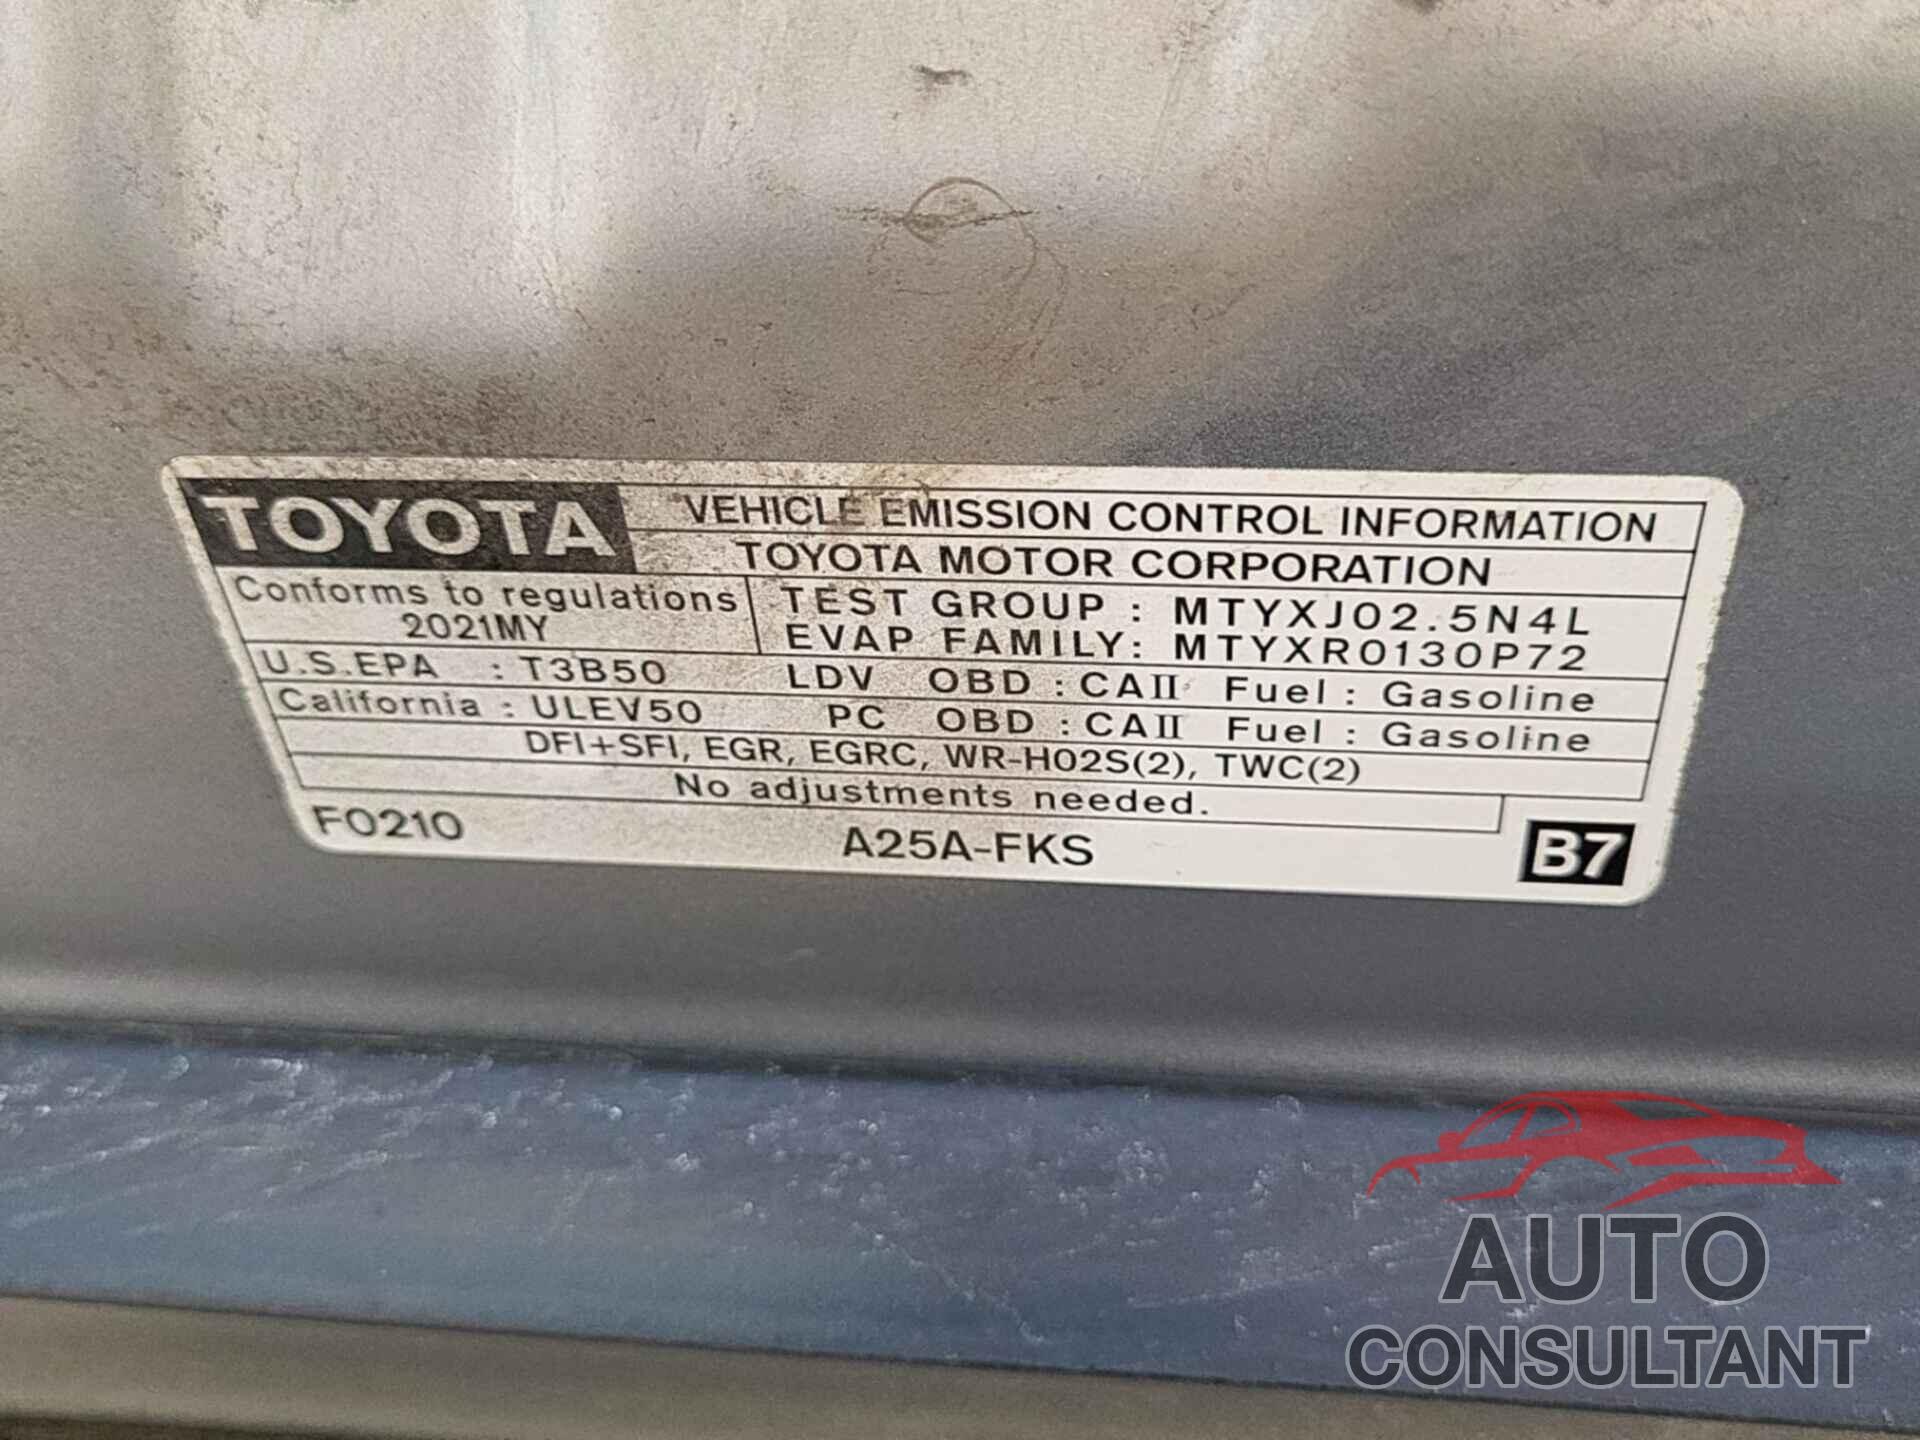 TOYOTA
VEHICLE EMISSION CONTROL INFORMATION
TOYOTA MOTOR CORPORATION
Conforms to regulations
2021MY
TEST GROUP : MTYXJ02.5N4L
EVAP FAMILY: MTYXR0130P72
U.S.EPA : T3B50 LDV OBD : CAII Fuel : Gasoline
California : ULEV50 PC OBD : CAII Fuel : Gasoline
DFI+SFI, EGR, EGRC, WR-HO2S(2), TWC(2)
No adjustments needed.
F0210 A25A-FKS B7
AUTO
CONSULTANT